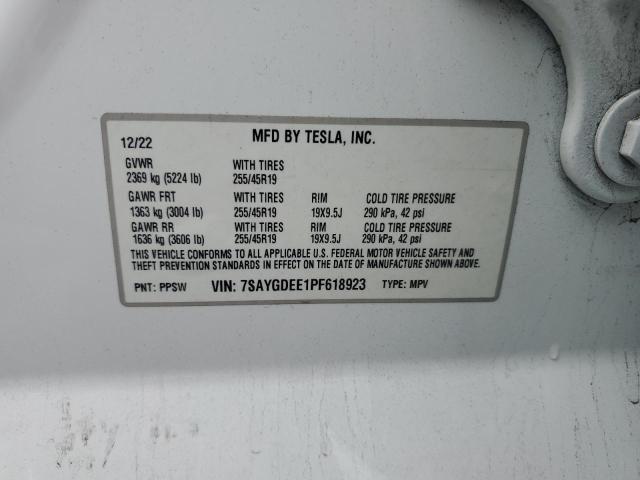 12/22 MFD BY TESLA, INC.
GVWR WITH TIRES
2369 kg (5224 lb) 255/45R19
GAWR FRT WITH TIRES RIM COLD TIRE PRESSURE
1363 kg (3004 lb) 255/45R19 19X9.5J 290 kPa, 42 psi
GAWR RR WITH TIRES RIM COLD TIRE PRESSURE
1636 kg (3606 lb) 255/45R19 19X9.5J 290 kPa, 42 psi
THIS VEHICLE CONFORMS TO ALL APPLICABLE U.S. FEDERAL MOTOR VEHICLE SAFETY AND
THEFT PREVENTION STANDARDS IN EFFECT ON THE DATE OF MANUFACTURE SHOWN ABOVE.
PNT: PPSW VIN: 7SAYGDEE1PF618923 TYPE: MPV